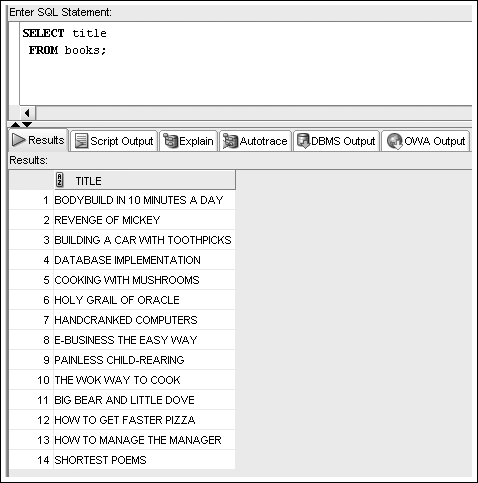 Enter SQL Statement:
SELECT title
FROM books;
Results Script Output Explain Autotrace DBMS Output OWA Output
Results:
TITLE
1 BODYBUILD IN 10 MINUTES A DAY
2 REVENGE OF MICKEY
3 BUILDING A CAR WITH TOOTHPICKS
4 DATABASE IMPLEMENTATION
5 COOKING WITH MUSHROOMS
6 HOLY GRAIL OF ORACLE
7 HANDCRANKED COMPUTERS
8 E-BUSINESS THE EASY WAY
9 PAINLESS CHILD-REARING
10 THE WOK WAY TO COOK
11 BIG BEAR AND LITTLE DOVE
12 HOW TO GET FASTER PIZZA
13 HOW TO MANAGE THE MANAGER
14 SHORTEST POEMS